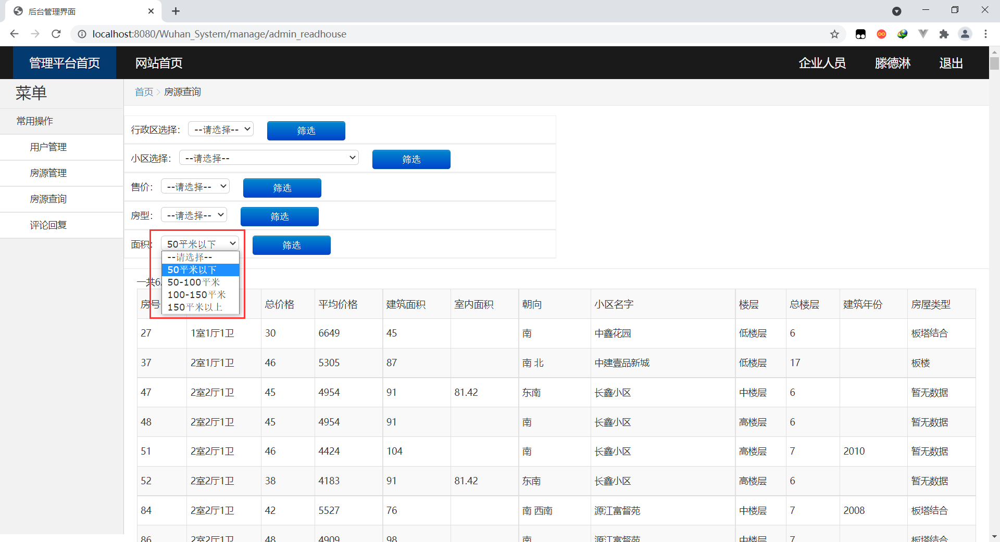 后台管理界面
localhost:8080/Wuhan_System/manage/admin_readhouse
管理平台首页 网站首页 企业人员 滕德淋 退出
菜单
首页 房源查询
常用操作
用户管理
房源管理
房源查询
评论回复
行政区选择： --请选择-- 筛选
小区选择： --请选择-- 筛选
售价： --请选择-- 筛选
房型： --请选择-- 筛选
面积： 50平米以下 筛选
--请选择--
50平米以下
50-100平米
100-150平米
150平米以上
一共6
房号 总价格 平均价格 建筑面积 室内面积 朝向 小区名字 楼层 总楼层 建筑年份 房屋类型
27 1室1厅1卫 30 6649 45 南 中鑫花园 低楼层 6 板塔结合
37 2室1厅1卫 46 5305 87 南 北 中建壹品新城 低楼层 17 板楼
47 2室2厅1卫 45 4954 91 81.42 东南 长鑫小区 中楼层 6 暂无数据
48 2室2厅1卫 45 4954 91 南 长鑫小区 高楼层 6 暂无数据
51 2室2厅1卫 46 4424 104 南 长鑫小区 高楼层 7 2010 暂无数据
52 2室2厅1卫 38 4183 91 81.42 东南 长鑫小区 高楼层 6 暂无数据
84 2室2厅1卫 42 5527 76 南 西南 源江富督苑 中楼层 7 2008 板塔结合
86 2室2厅1卫 48 4909 98 南 源江富督苑 中楼层 7 板塔结合